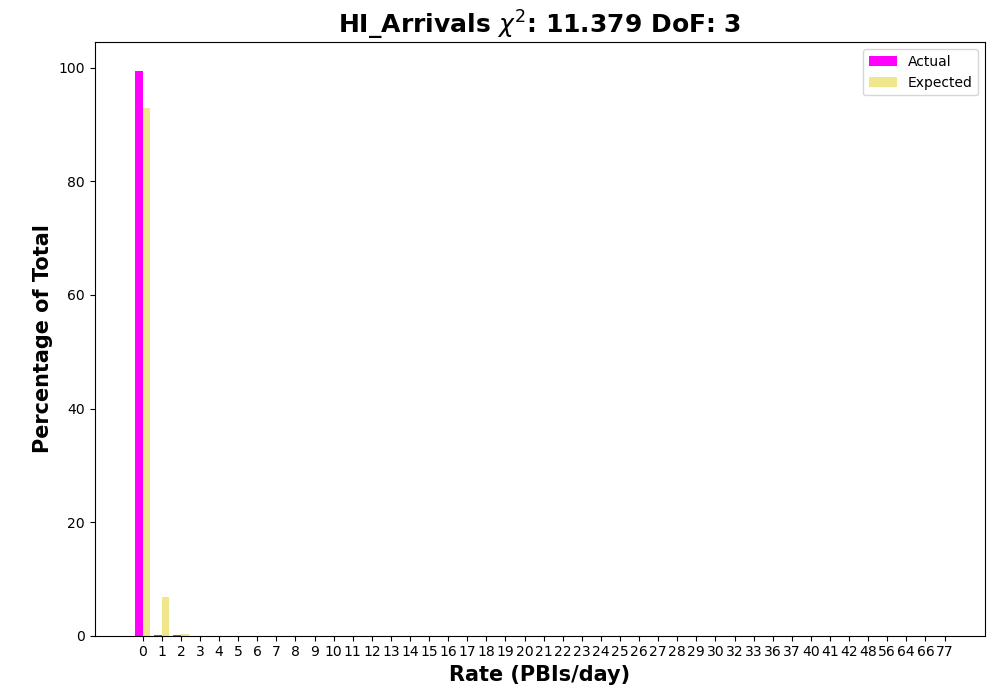 HI_Arrivals χ²: 11.379 DoF: 3
Actual
Expected
100
80
60
40
20
0
Percentage of Total
0 1 2 3 4 5 6 7 8 9 10 11 12 13 14 15 16 17 18 19 20 21 22 23 24 25 26 27 28 29 30 32 33 36 37 40 41 42 48 56 64 66 77
Rate (PBIs/day)